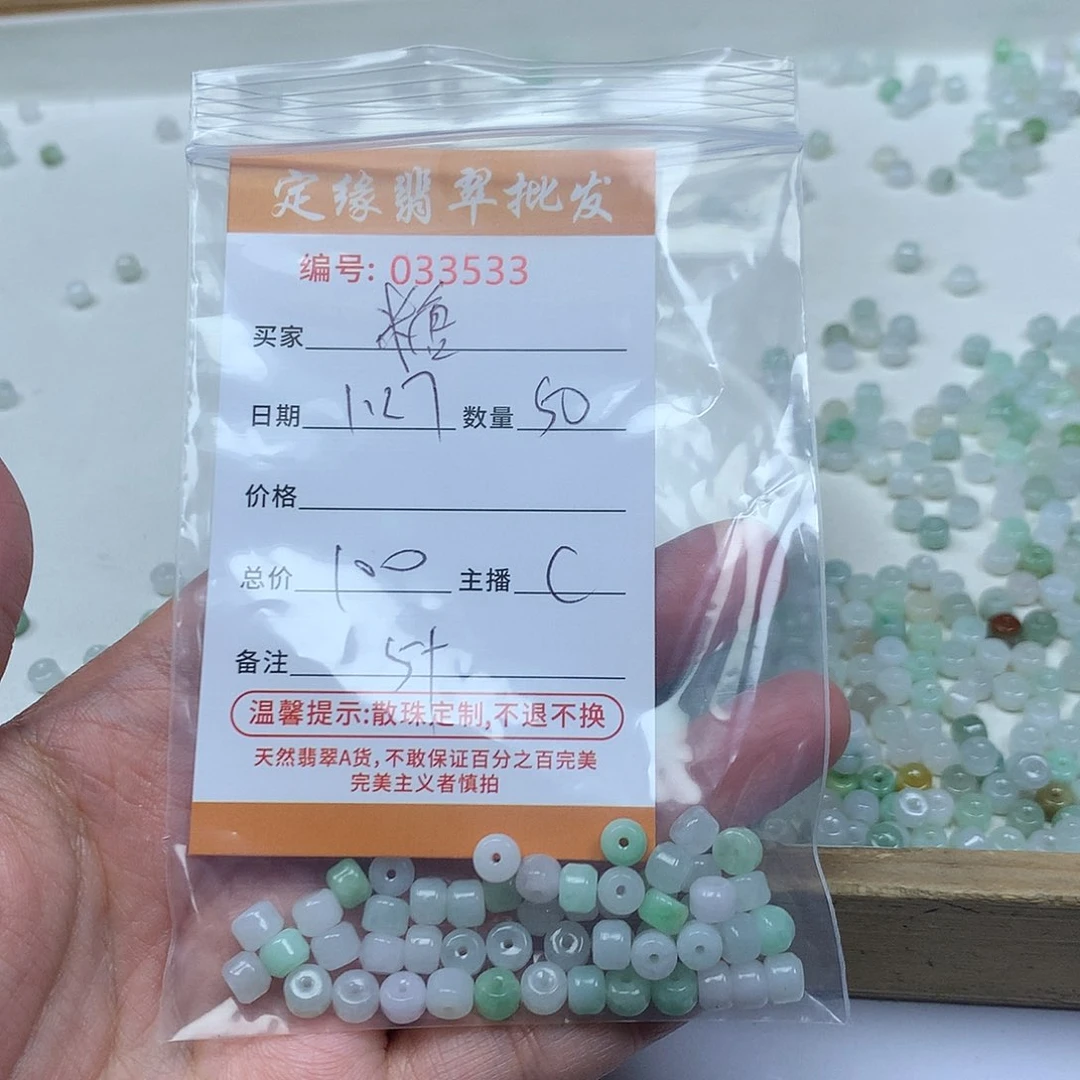 定缘翡翠批发
编号: 033533
买家 糖
日期 1.27 数量 50
价格
总价 100 主播 C
备注
温馨提示:散珠定制,不退不换
天然翡翠A货,不敢保证百分之百完美
完美主义者慎拍